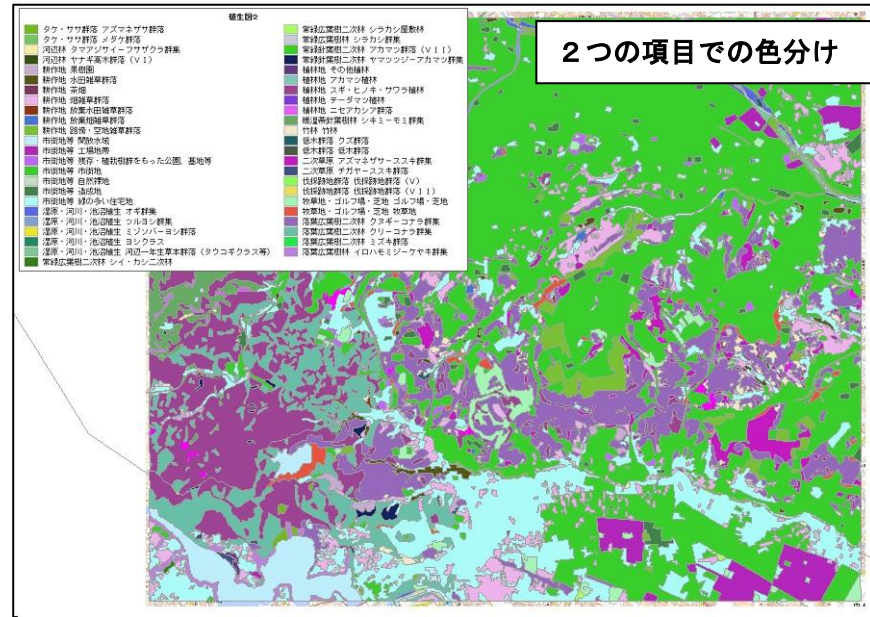 植生図2
２つの項目での色分け
タケ・ササ群落 アズマネザサ群落
タケ・ササ群落 メダケ群落
河辺林 タマアジサイーフサザクラ群集
河辺林 ヤナギ高木群落（ＶＩ）
耕作地 果樹園
耕作地 水田雑草群落
耕作地 茶畑
耕作地 畑雑草群落
耕作地 放棄水田雑草群落
耕作地 放棄畑雑草群落
耕作地 路傍・空地雑草群落
市街地等 開放水域
市街地等 工場地帯
市街地等 残存・植栽樹群をもった公園、墓地等
市街地等 市街地
市街地等 自然裸地
市街地等 造成地
市街地等 緑の多い住宅地
湿原・河川・池沼植生 オギ群集
湿原・河川・池沼植生 ツルヨシ群集
湿原・河川・池沼植生 ミゾソバーヨシ群落
湿原・河川・池沼植生 ヨシクラス
湿原・河川・池沼植生 河辺一年生草本群落（タウコギクラス等）
常緑広葉樹二次林 シイ・カシ二次林
常緑広葉樹二次林 シラカシ屋敷林
常緑広葉樹二次林 シラカシ群集
常緑広葉樹二次林 アカマツ群落（ＶＩＩ）
常緑広葉樹二次林 ヤマツツジーアカマツ群集
植林地 その他植林
植林地 アカマツ植林
植林地 スギ・ヒノキ・サワラ植林
植林地 テーダマツ植林
植林地 ニセアカシア群落
暖温帯針葉樹林 シキミーモミ群集
竹林 竹林
低木群落 クズ群落
低木群落 低木群落
二次草原 アズマネザサーススキ群集
二次草原 チガヤーススキ群落
伐採跡地群落 伐採跡地群落（Ｖ）
伐採跡地群落 伐採跡地群落（ＶＩＩ）
牧草地・ゴルフ場・芝地 ゴルフ場・芝地
牧草地・ゴルフ場・芝地 牧草地
落葉広葉樹二次林 クヌギーコナラ群集
落葉広葉樹二次林 クリーコナラ群集
落葉広葉樹二次林 ミズキ群落
落葉広葉樹二次林 イロハモミジーケヤキ群集